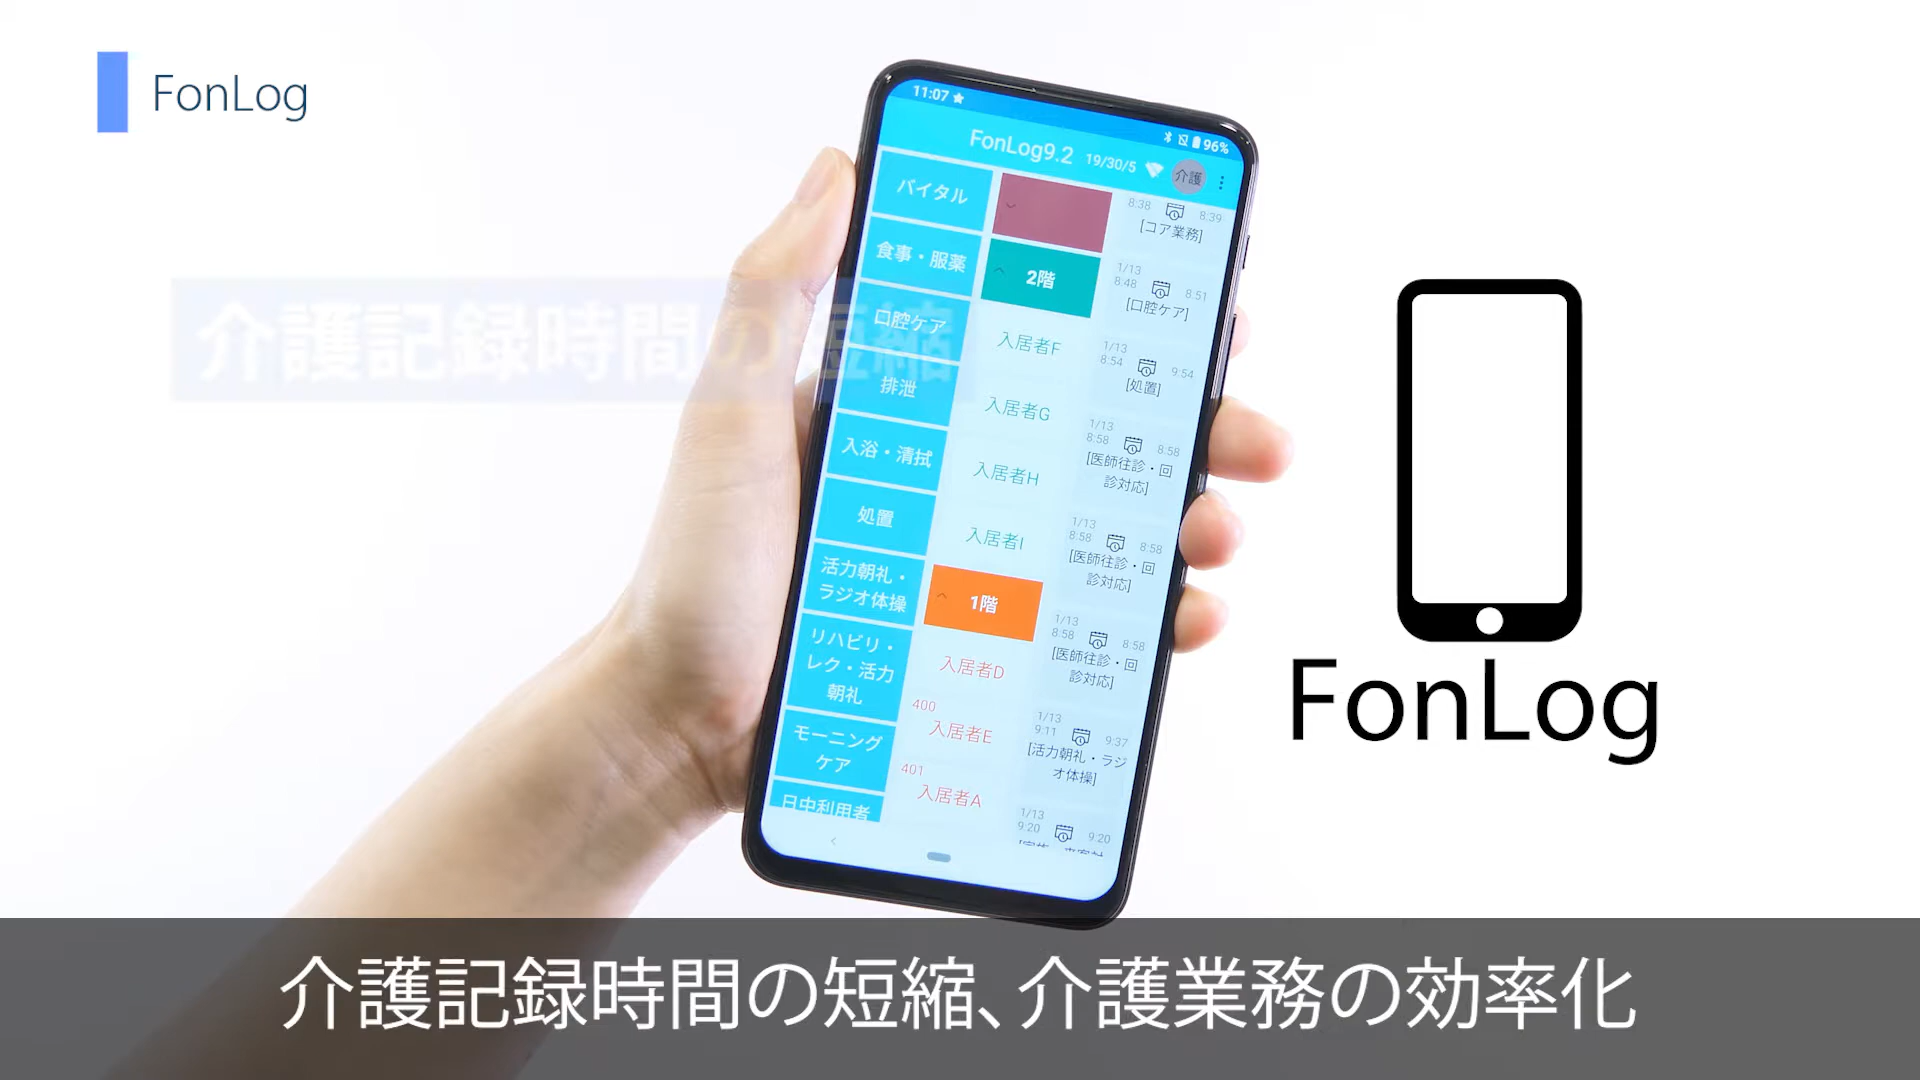 FonLog
介護記録時間の短縮
11:07
96%
FonLog9.2
19/30/5
介護
バイタル
食事・服薬
口腔ケア
排泄
入浴・清拭
処置
活力朝礼・
ラジオ体操
リハビリ・
レク・活力
朝礼
モーニング
ケア
日中利用者
2階
入居者F
入居者G
入居者H
入居者I
1階
入居者D
400
入居者E
401
入居者A
8:38
8:39
[コア業務]
1/13
8:48
8:51
[口腔ケア]
1/13
8:54
9:54
[処置]
1/13
8:58
8:58
[医師往診・回
診対応]
1/13
8:58
8:58
[医師往診・回
診対応]
1/13
8:58
8:58
[医師往診・回
診対応]
1/13
9:11
9:37
[活力朝礼・ラジ
オ体操]
1/13
9:20
9:20
FonLog
介護記録時間の短縮、介護業務の効率化